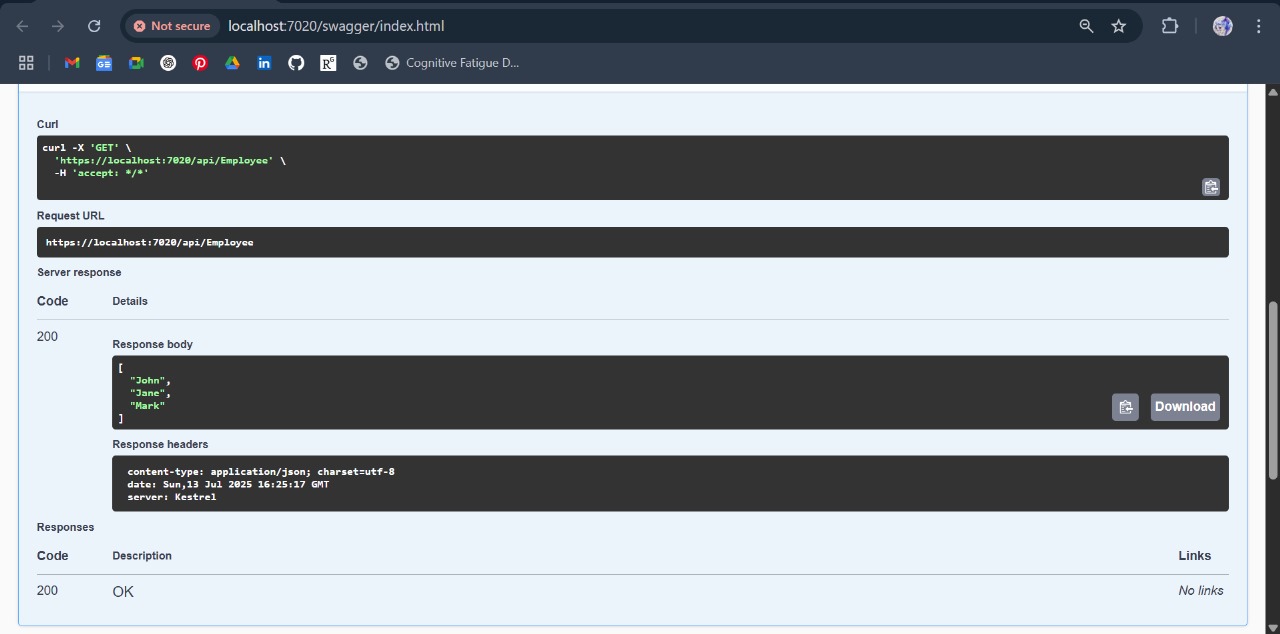 Not secure
localhost:7020/swagger/index.html
Cognitive Fatigue D...
Curl
curl -X 'GET' \
'https://localhost:7020/api/Employee' \
-H 'accept: */*'
Request URL
https://localhost:7020/api/Employee
Server response
Code Details
200
Response body
[
"John",
"Jane",
"Mark"
]
Download
Response headers
content-type: application/json; charset=utf-8
date: Sun,13 Jul 2025 16:25:17 GMT
server: Kestrel
Responses
Code Description Links
200 OK No links